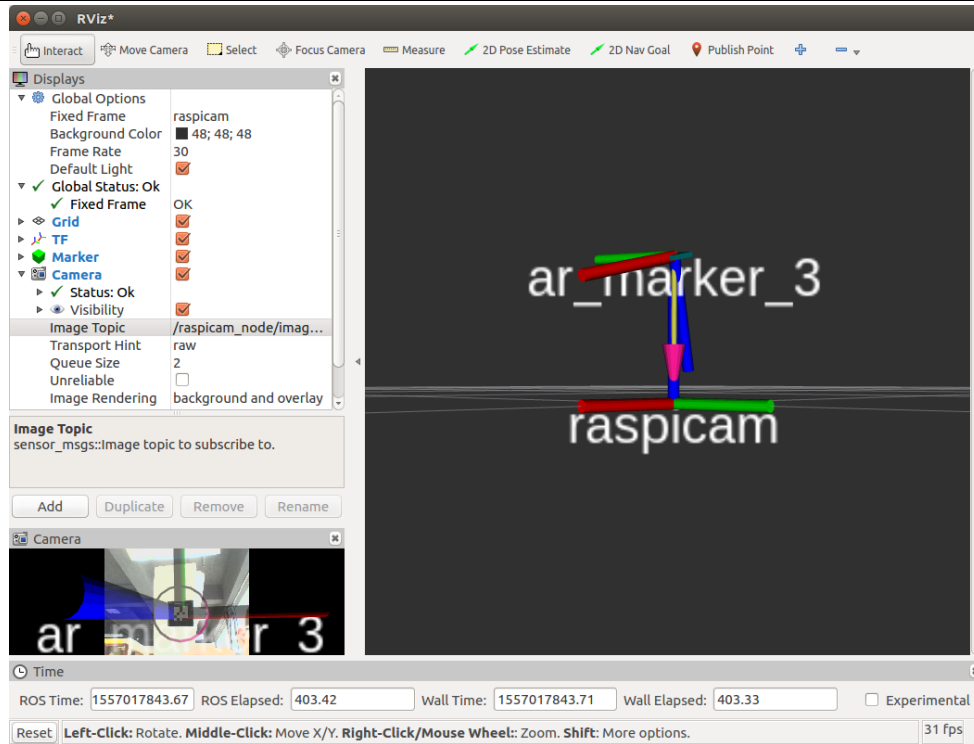 RViz*
Interact Move Camera Select Focus Camera Measure 2D Pose Estimate 2D Nav Goal Publish Point
Displays
Global Options
Fixed Frame raspicam
Background Color 48; 48; 48
Frame Rate 30
Default Light
Global Status: Ok
Fixed Frame OK
Grid
TF
Marker
Camera
Status: Ok
Visibility
Image Topic /raspicam_node/imag...
Transport Hint raw
Queue Size 2
Unreliable
Image Rendering background and overlay
Image Topic
sensor_msgs::Image topic to subscribe to.
Add Duplicate Remove Rename
Camera
ar_marker_3
ar_marker_3
raspicam
Time
ROS Time: 1557017843.67 ROS Elapsed: 403.42 Wall Time: 1557017843.71 Wall Elapsed: 403.33 Experimental
Reset Left-Click: Rotate. Middle-Click: Move X/Y. Right-Click/Mouse Wheel:: Zoom. Shift: More options. 31 fps